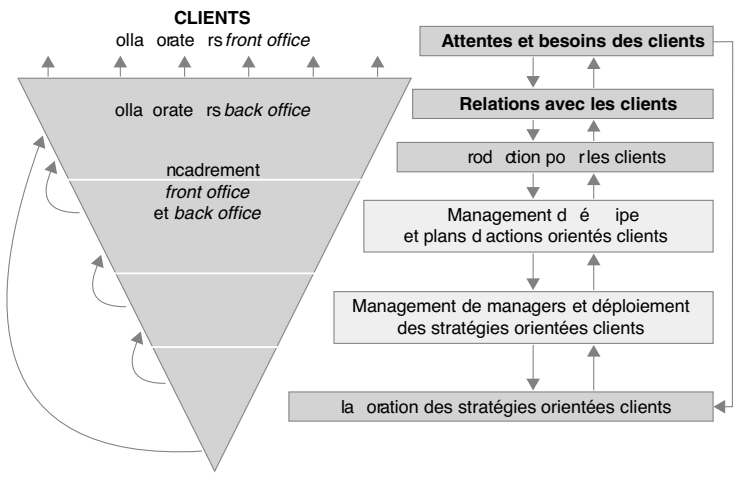 CLIENTS
olla orate rs front office
olla orate rs back office
ncadrement
front office
et back office
Attentes et besoins des clients
Relations avec les clients
rod ction po r les clients
Management d é ipe
et plans d actions orientés clients
Management de managers et déploiement
des stratégies orientées clients
la oration des stratégies orientées clients